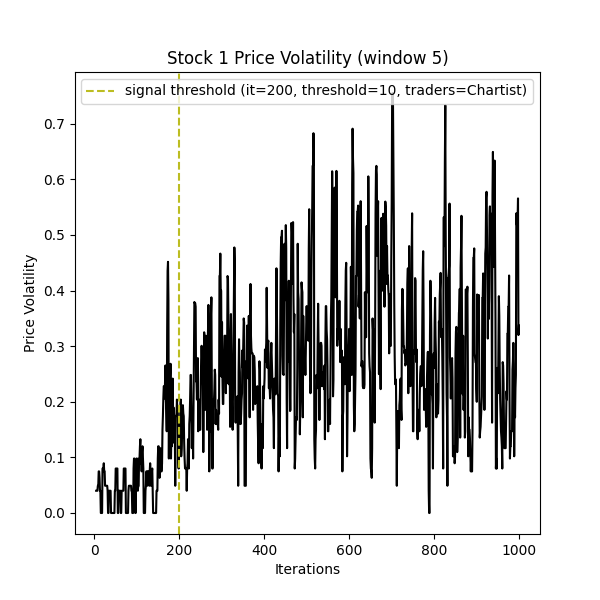 Stock 1 Price Volatility (window 5)
signal threshold (it=200, threshold=10, traders=Chartist)
0.7
0.6
0.5
0.4
0.3
0.2
0.1
0.0
Price Volatility
0 200 400 600 800 1000
Iterations